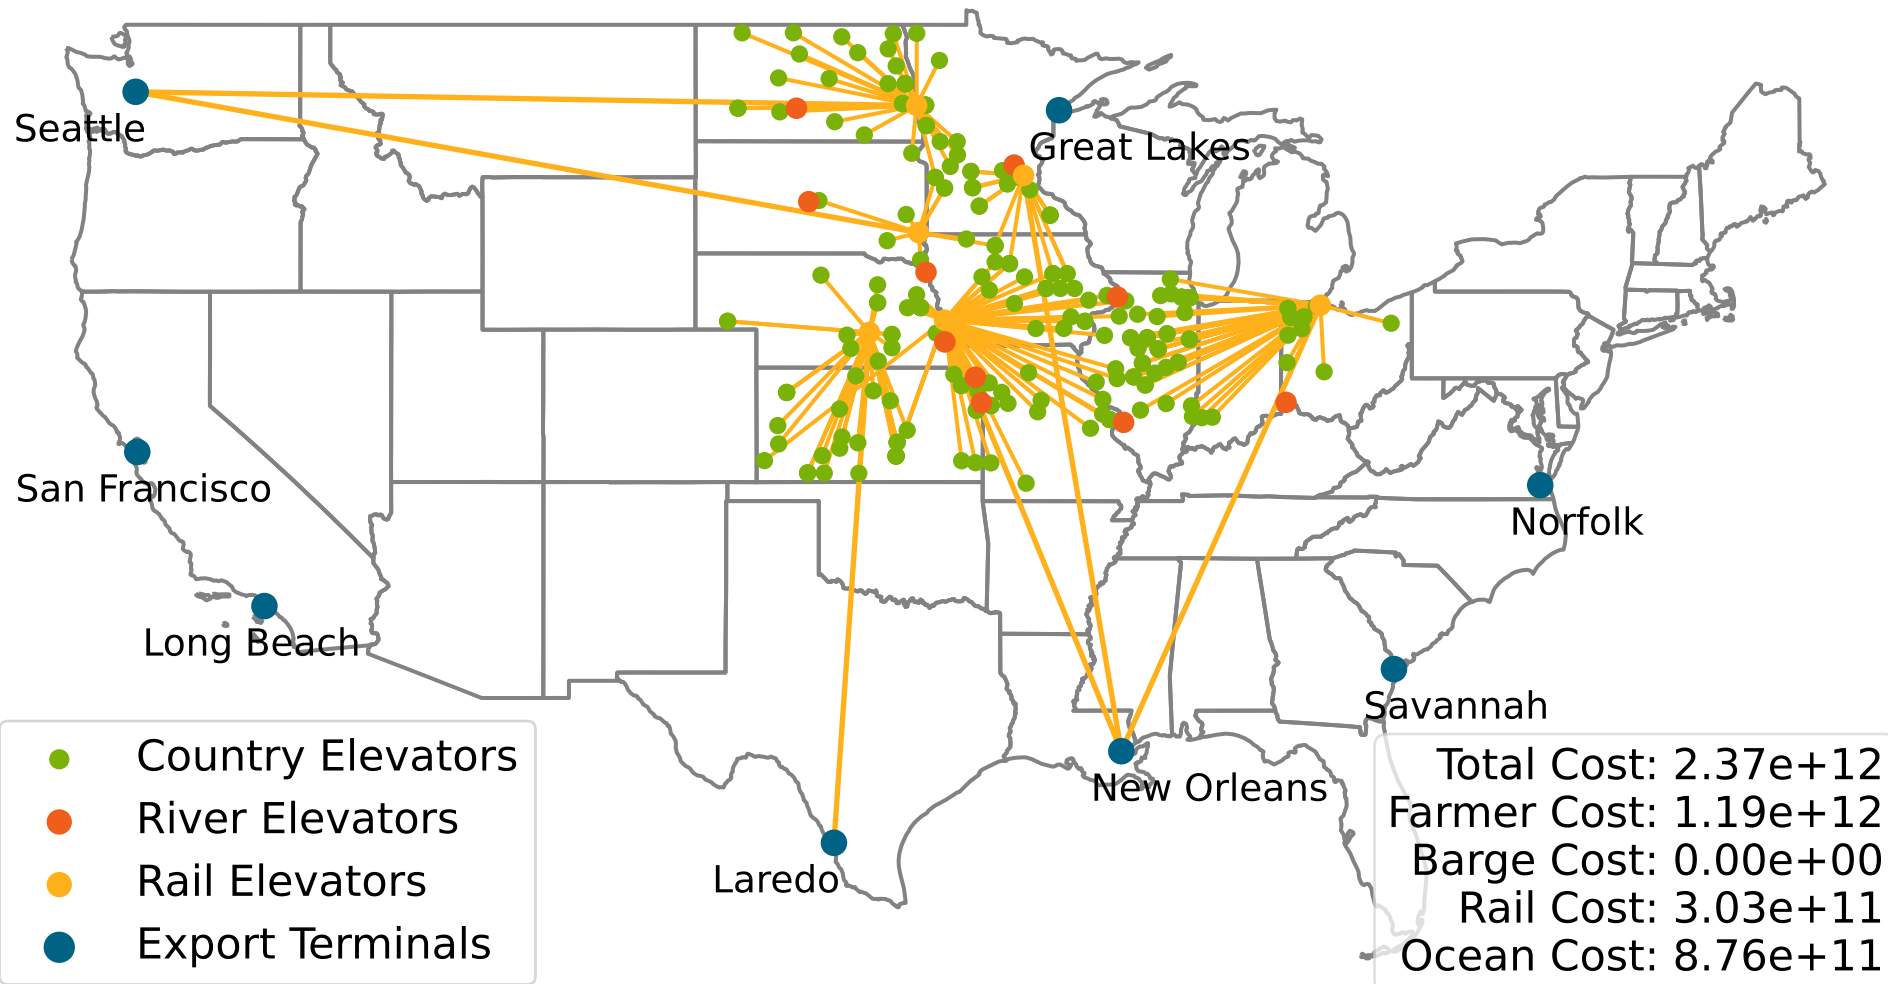 Seattle
Great Lakes
San Francisco
Norfolk
Long Beach
Savannah
New Orleans
Laredo
Country Elevators
River Elevators
Rail Elevators
Export Terminals
Total Cost: 2.37e+12
Farmer Cost: 1.19e+12
Barge Cost: 0.00e+00
Rail Cost: 3.03e+11
Ocean Cost: 8.76e+11